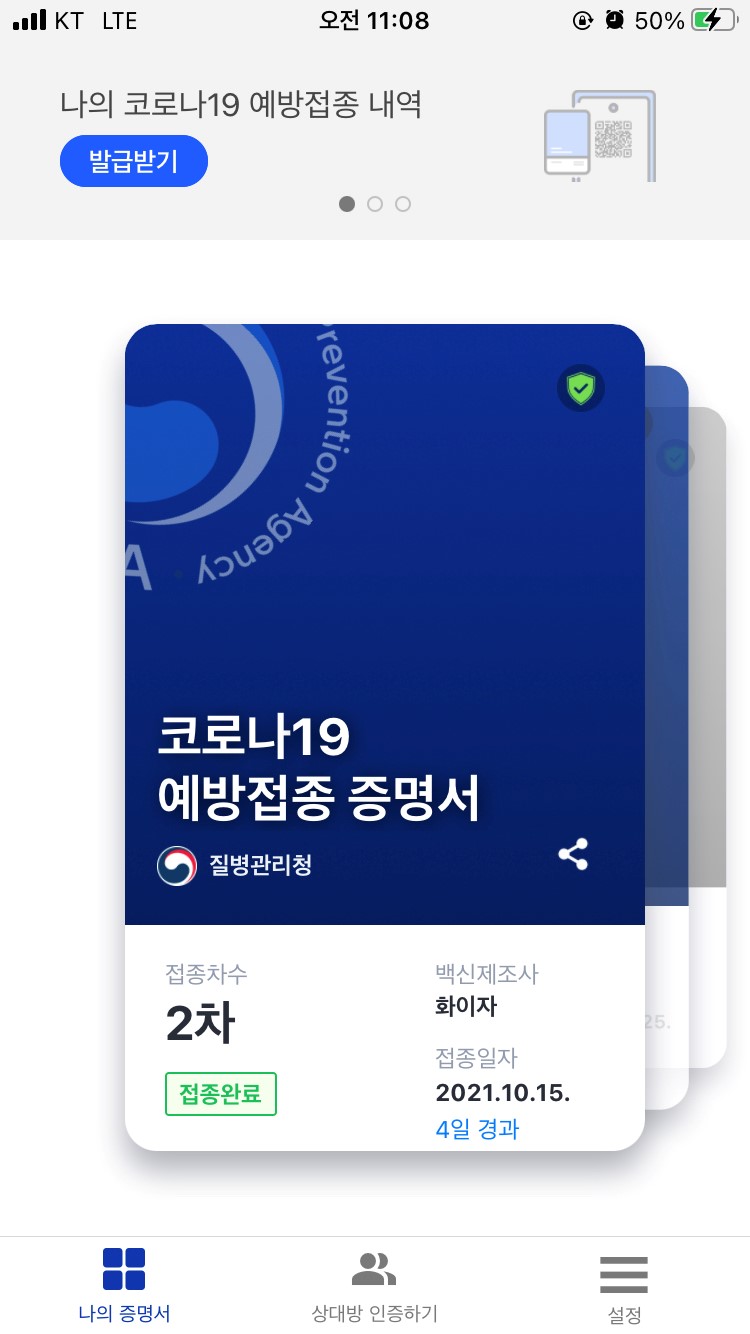 KT LTE 오전 11:08 50%
나의 코로나19 예방접종 내역
발급받기
revention Agency
A
코로나19
예방접종 증명서
질병관리청
접종차수
2차
접종완료
백신제조사
화이자
접종일자
2021.10.15.
4일 경과
25.
나의 증명서
상대방 인증하기
설정